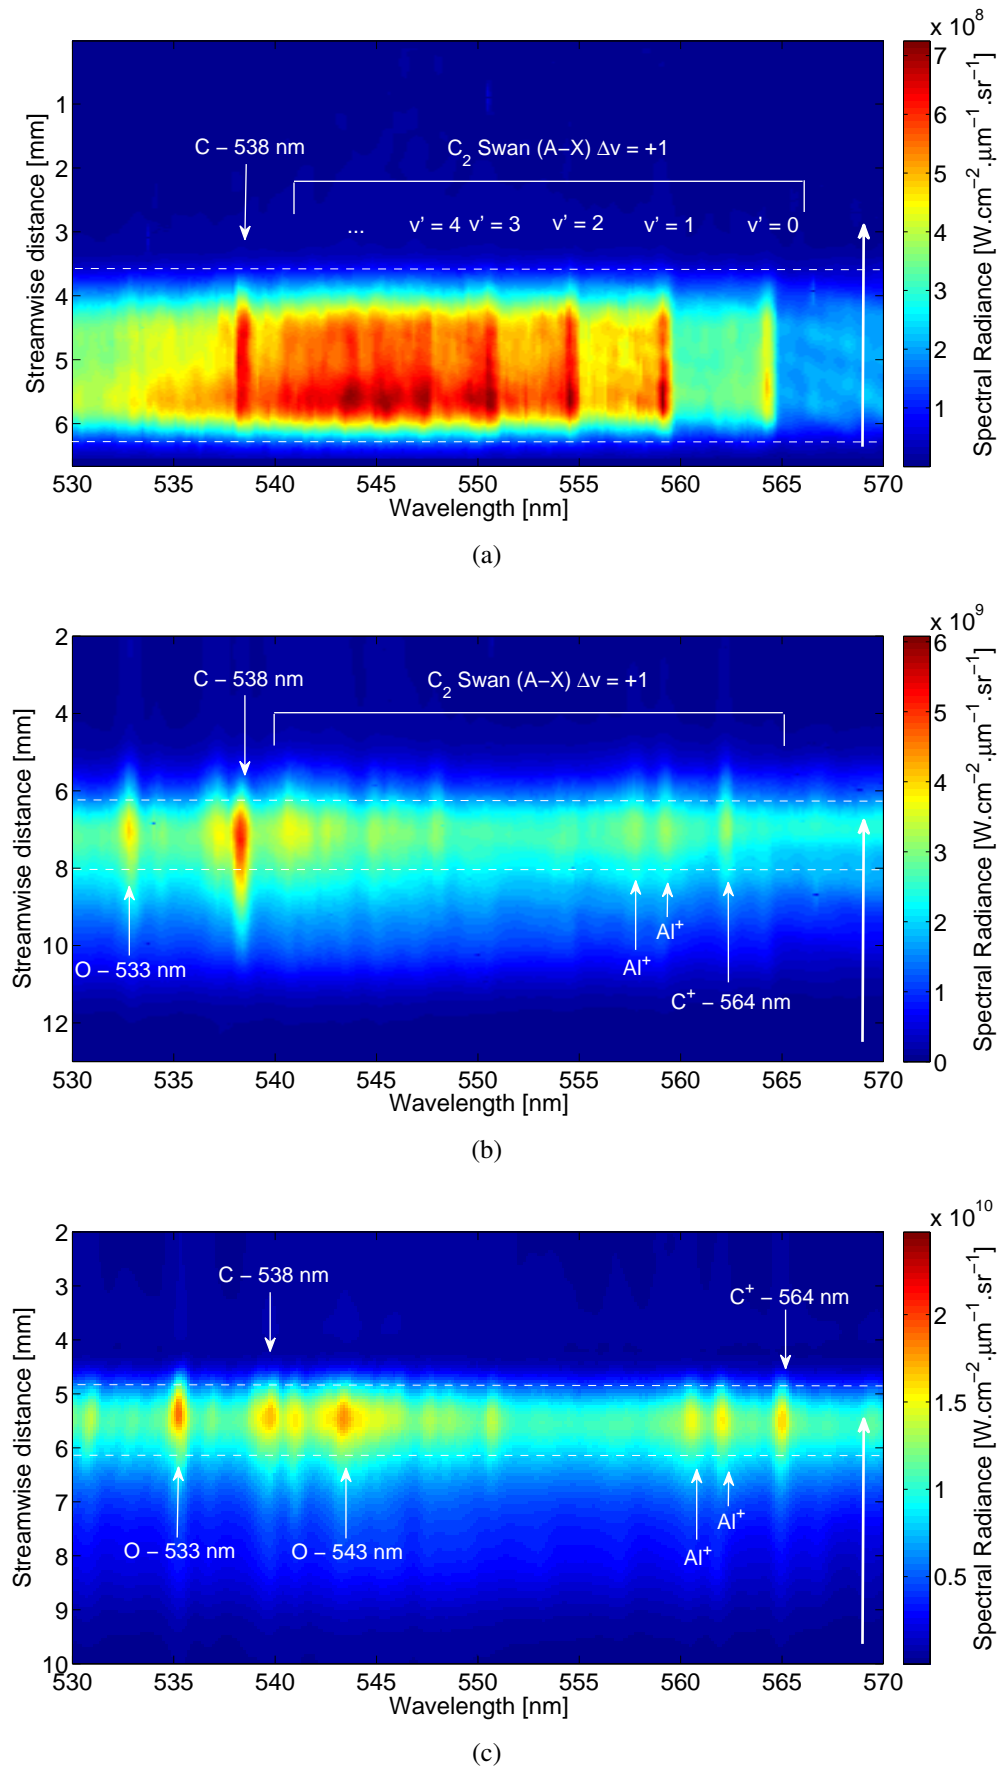 x 10^8
C − 538 nm
C_2 Swan (A−X) Δv = +1
... v' = 4 v' = 3 v' = 2 v' = 1 v' = 0
1
2
3
4
5
6
Streamwise distance [mm]
530 535 540 545 550 555 560 565 570
Wavelength [nm]
7
6
5
4
3
2
1
Spectral Radiance [W.cm^−2.μm^−1.sr^−1]
(a)
x 10^9
C − 538 nm
C_2 Swan (A−X) Δv = +1
O − 533 nm
Al^+
Al^+
C^+ − 564 nm
2
4
6
8
10
12
Streamwise distance [mm]
530 535 540 545 550 555 560 565 570
Wavelength [nm]
6
5
4
3
2
1
0
Spectral Radiance [W.cm^−2.μm^−1.sr^−1]
(b)
x 10^10
C − 538 nm
C^+ − 564 nm
O − 533 nm
O − 543 nm
Al^+
Al^+
2
3
4
5
6
7
8
9
10
Streamwise distance [mm]
530 535 540 545 550 555 560 565 570
Wavelength [nm]
2
1.5
1
0.5
Spectral Radiance [W.cm^−2.μm^−1.sr^−1]
(c)